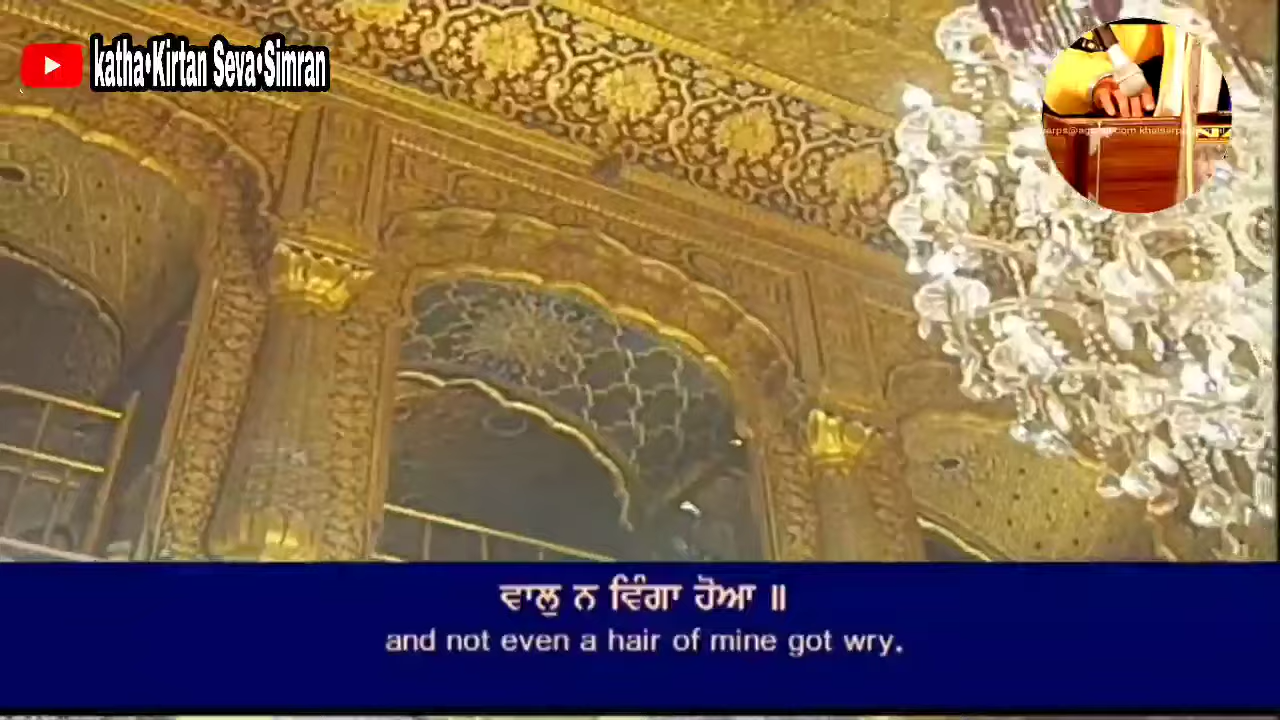 katha•Kirtan Seva•Simran
ਵਾਲੁ ਨ ਵਿੰਗਾ ਹੋਆ ॥
and not even a hair of mine got wry.